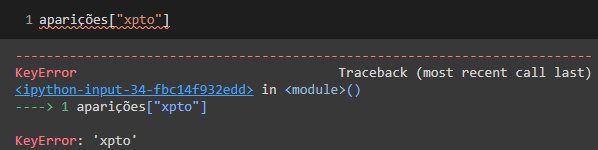 1 aparições["xpto"]
---------------------------------------------------------------------------
KeyError Traceback (most recent call last)
<ipython-input-34-fbc14f932edd> in <module>()
----> 1 aparições["xpto"]
KeyError: 'xpto'